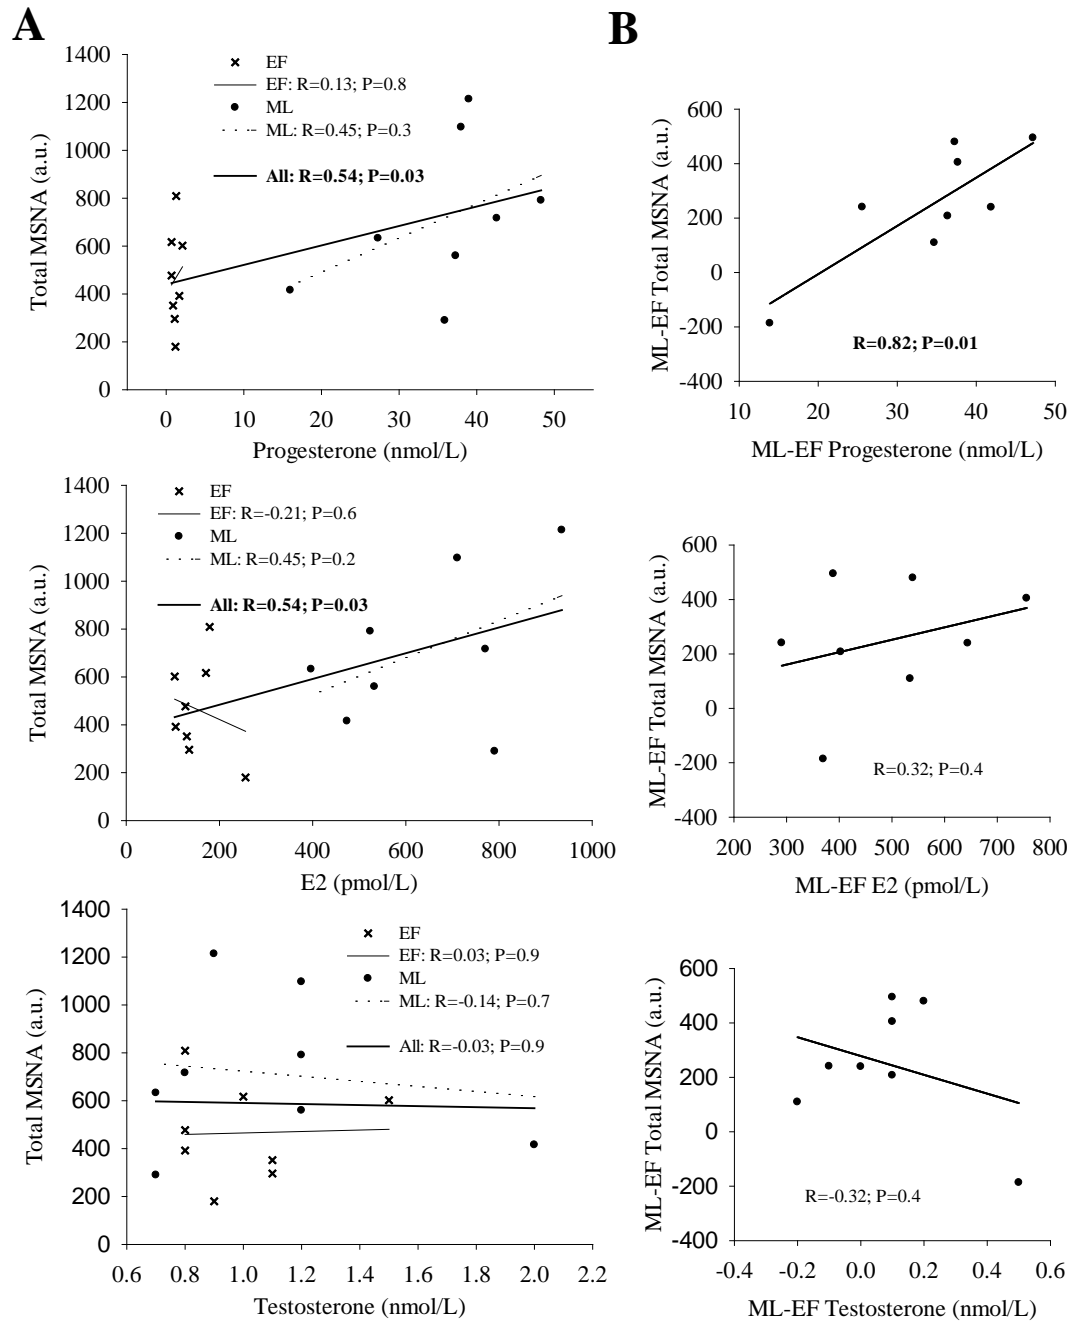 A
1400
1200
1000
800
600
400
200
0
Total MSNA (a.u.)
EF
EF: R=0.13; P=0.8
ML
ML: R=0.45; P=0.3
All: R=0.54; P=0.03
0 10 20 30 40 50
Progesterone (nmol/L)
B
600
400
200
0
-200
-400
ML-EF Total MSNA (a.u.)
R=0.82; P=0.01
10 20 30 40 50
ML-EF Progesterone (nmol/L)
1400
1200
1000
800
600
400
200
0
Total MSNA (a.u.)
EF
EF: R=-0.21; P=0.6
ML
ML: R=0.45; P=0.2
All: R=0.54; P=0.03
0 200 400 600 800 1000
E2 (pmol/L)
600
400
200
0
-200
-400
ML-EF Total MSNA (a.u.)
R=0.32; P=0.4
200 300 400 500 600 700 800
ML-EF E2 (pmol/L)
1400
1200
1000
800
600
400
200
0
Total MSNA (a.u.)
EF
EF: R=0.03; P=0.9
ML
ML: R=-0.14; P=0.7
All: R=-0.03; P=0.9
0.6 0.8 1.0 1.2 1.4 1.6 1.8 2.0 2.2
Testosterone (nmol/L)
600
400
200
0
-200
-400
ML-EF Total MSNA (a.u.)
R=-0.32; P=0.4
-0.4 -0.2 0.0 0.2 0.4 0.6
ML-EF Testosterone (nmol/L)